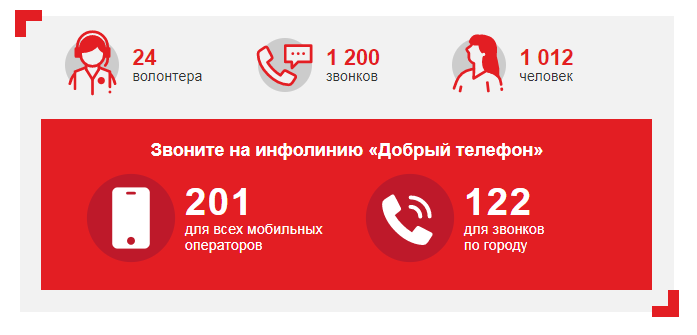 24
волонтера
1 200
звонков
1 012
человек
Звоните на инфолинию «Добрый телефон»
201
для всех мобильных
операторов
122
для звонков
по городу